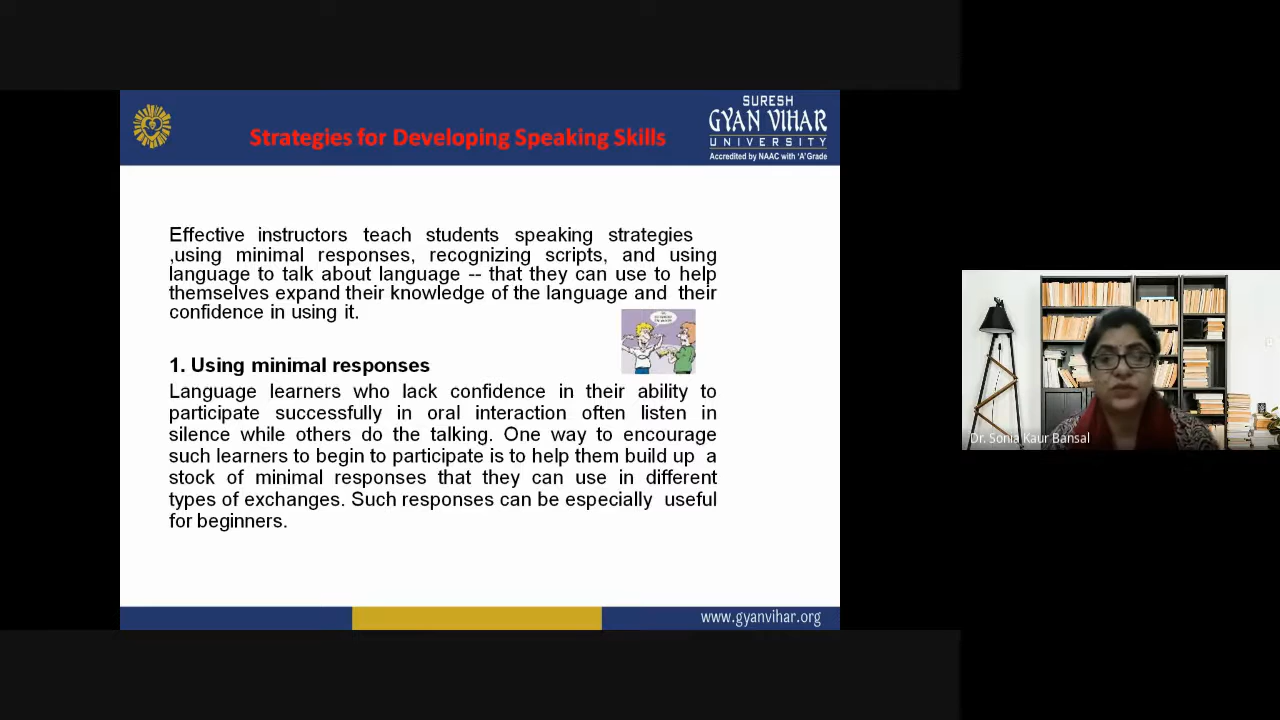 SURESH
GYAN VIHAR
UNIVERSITY
Accredited by NAAC with 'A' Grade
Strategies for Developing Speaking Skills
Effective instructors teach students speaking strategies
,using minimal responses, recognizing scripts, and using
language to talk about language -- that they can use to help
themselves expand their knowledge of the language and their
confidence in using it.
1. Using minimal responses
Language learners who lack confidence in their ability to
participate successfully in oral interaction often listen in
silence while others do the talking. One way to encourage
such learners to begin to participate is to help them build up a
stock of minimal responses that they can use in different
types of exchanges. Such responses can be especially useful
for beginners.
www.gyanvihar.org
Dr. Sonia Kaur Bansal